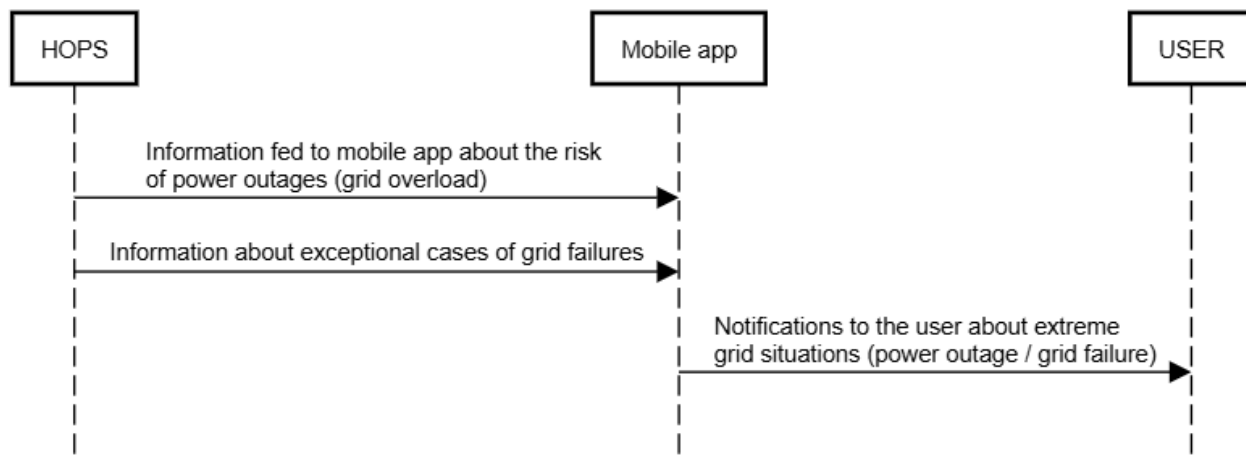 HOPS
Mobile app
USER
Information fed to mobile app about the risk
of power outages (grid overload)
Information about exceptional cases of grid failures
Notifications to the user about extreme
grid situations (power outage / grid failure)